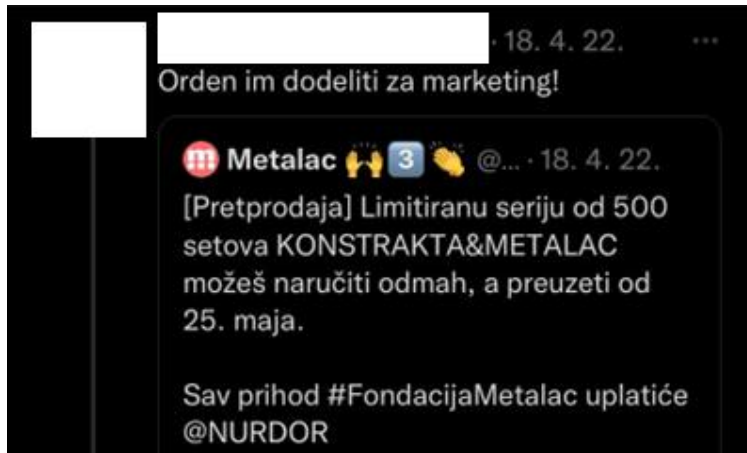 · 18. 4. 22. ...
Orden im dodeliti za marketing!
m Metalac 🙌3️⃣👏 @... · 18. 4. 22.
[Pretprodaja] Limitiranu seriju od 500
setova KONSTRAKTA&METALAC
možeš naručiti odmah, a preuzeti od
25. maja.
Sav prihod #FondacijaMetalac uplatiće
@NURDOR